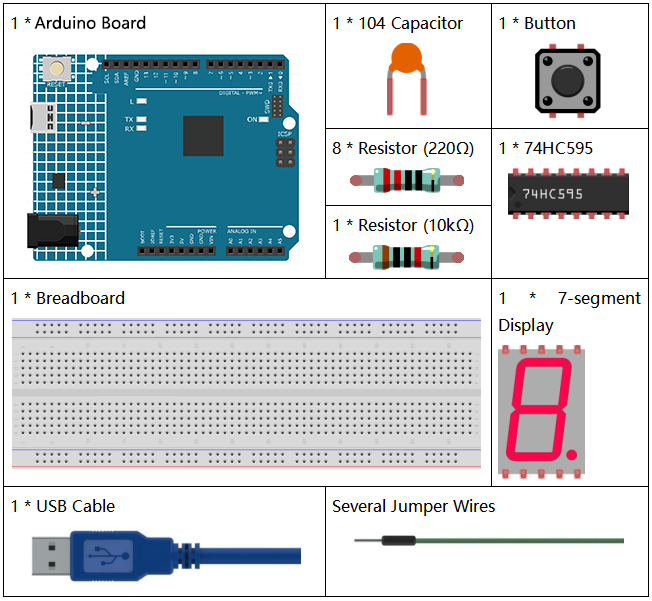 1 * Arduino Board
1 * 104 Capacitor
1 * Button
RESET
SCL
SDA
AREF
GND
13
12
~11
~10
~9
8
7
~6
~5
4
~3
2
TX0▶1
RX0◀0
DIGITAL (PWM~)
SWD
L
TX
RX
ON
ICSP
BOOT
IOREF
RESET
3V3
5V
GND
GND
VIN
POWER
ANALOG IN
A0
A1
A2
A3
A4
A5
8 * Resistor (220Ω)
1 * 74HC595
74HC595
1 * Resistor (10kΩ)
1 * Breadboard
1 * 7-segment
Display
1 * USB Cable
Several Jumper Wires